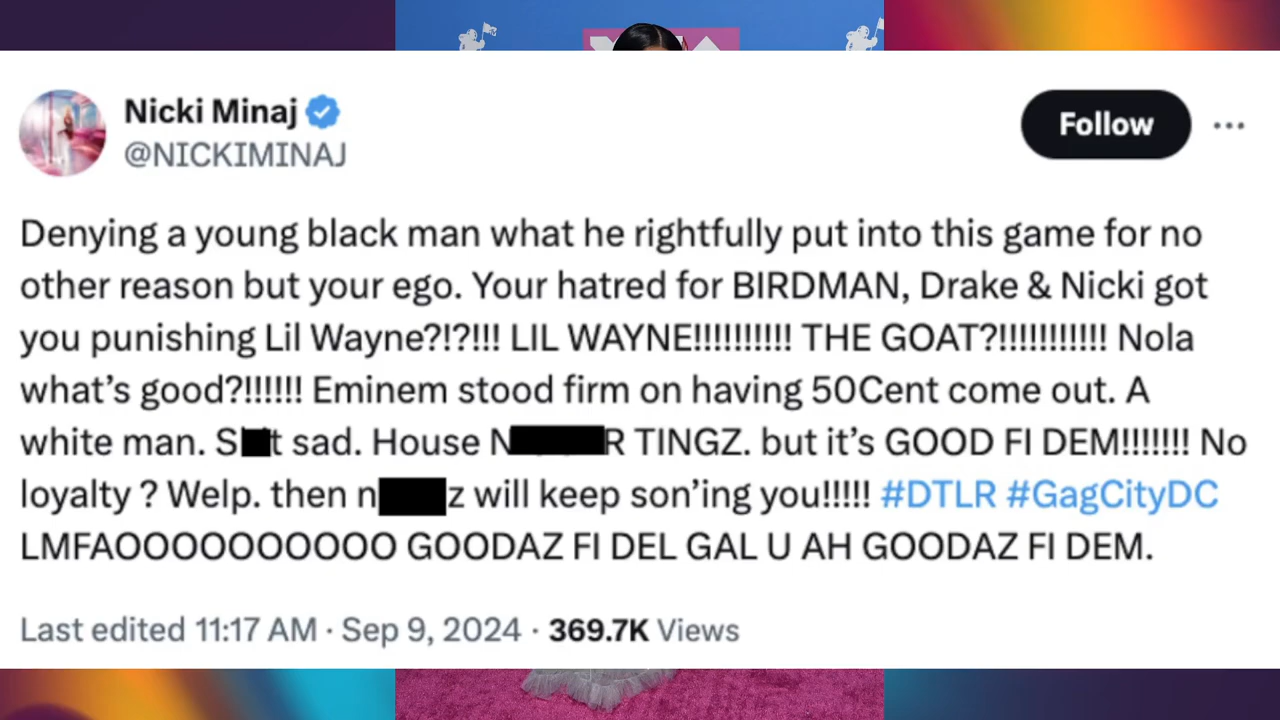 Nicki Minaj
@NICKIMINAJ
Follow
Denying a young black man what he rightfully put into this game for no
other reason but your ego. Your hatred for BIRDMAN, Drake & Nicki got
you punishing Lil Wayne?!?!!! LIL WAYNE!!!!!!!!!! THE GOAT?!!!!!!!!!!! Nola
what’s good?!!!!!! Eminem stood firm on having 50Cent come out. A
white man. S t sad. House N R TINGZ. but it’s GOOD FI DEM!!!!!!! No
loyalty ? Welp. then n z will keep son’ing you!!!!! #DTLR #GagCityDC
LMFAOOOOOOOOOO GOODAZ FI DEL GAL U AH GOODAZ FI DEM.
Last edited 11:17 AM · Sep 9, 2024 · 369.7K Views